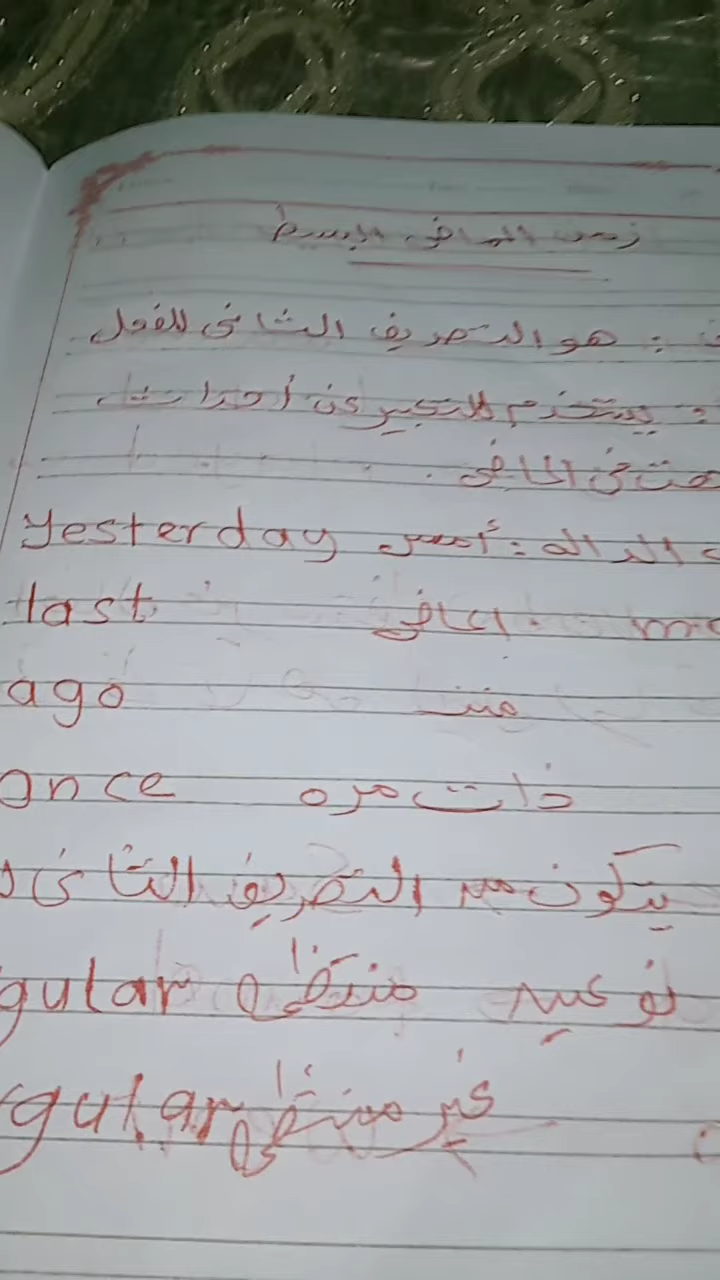 زمن الماضي البسيط
: هو التصريف الثاني للفعل
: يستخدم للتعبير عن أحداث
في الماضي .
الداله : أمس yesterday
الماضي last
منذ ago
ذات مره once
يتكون من التصريف الثاني
نوعين منتظم gular
غير منتظم gular